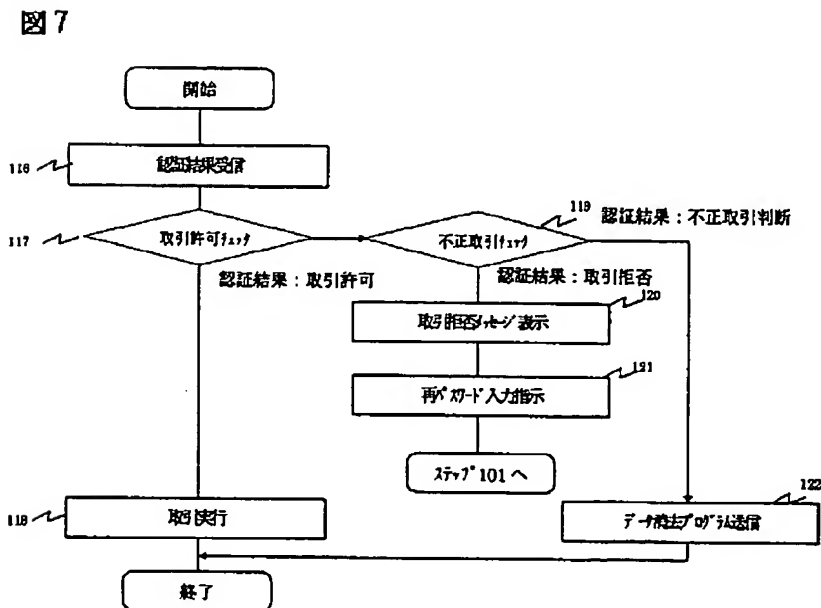 図7
開始
116
認証結果受信
117
取引許可チェック
119
不正取引チェック
認証結果：不正取引判断
認証結果：取引許可
認証結果：取引拒否
120
取引拒否メッセージ表示
121
再パスワード入力指示
ステップ101へ
118
取引実行
122
データ消去プログラム送信
終了